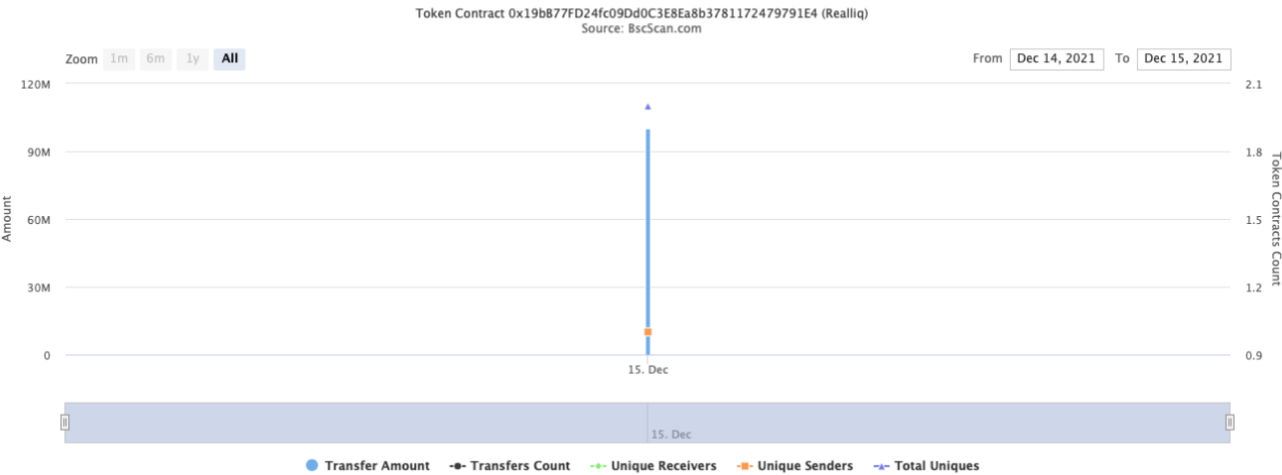 Token Contract 0x19bB77FD24fc09Dd0C3E8Ea8b3781172479791E4 (Realliq)
Source: BscScan.com
Zoom 1m 6m 1y All From Dec 14, 2021 To Dec 15, 2021
120M 2.1
90M 1.8
60M 1.5
30M 1.2
0 0.9
Amount
Token Contracts Count
15. Dec
15. Dec
Transfer Amount Transfers Count Unique Receivers Unique Senders Total Uniques